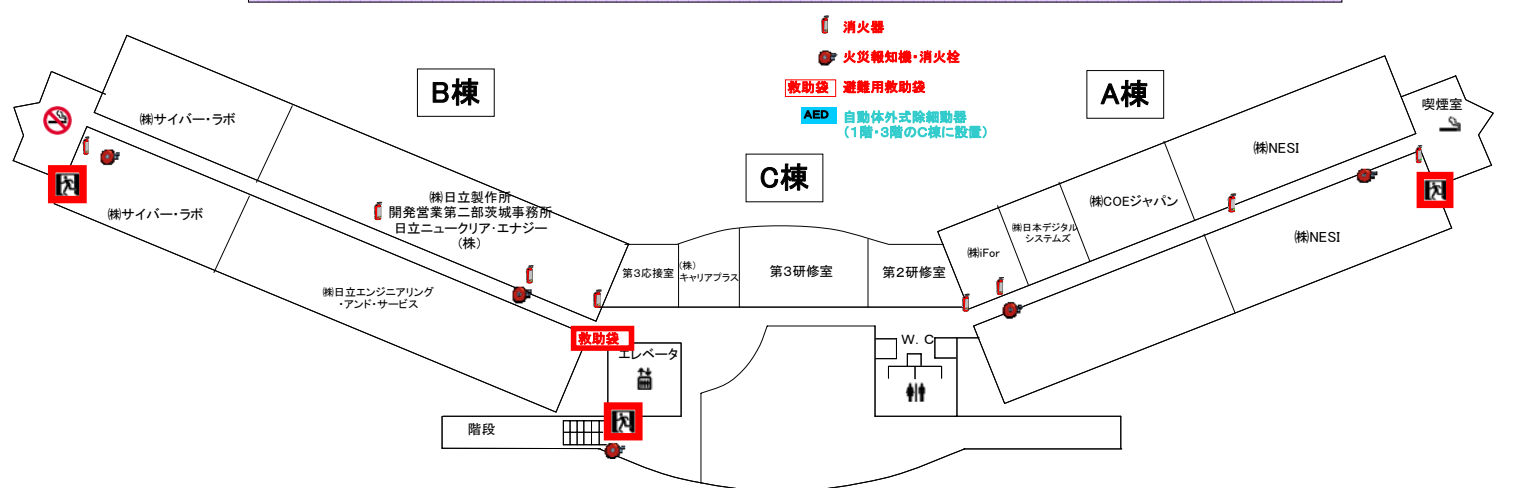 消火器
火災報知機・消火栓
救助袋 避難用救助袋
AED 自動体外式除細動器
(1階・3階のC棟に設置)
B棟
A棟
C棟
㈱サイバー・ラボ
㈱サイバー・ラボ
㈱日立製作所
開発営業第二部茨城事務所
日立ニュークリア・エナジー
(株)
㈱日立エンジニアリング
・アンド・サービス
第3応接室
(株)
キャリアプラス
第3研修室
第2研修室
㈱iFor
㈱日本デジタル
システムズ
㈱COEジャパン
㈱NESI
㈱NESI
喫煙室
救助袋
エレベータ
W.C
階段